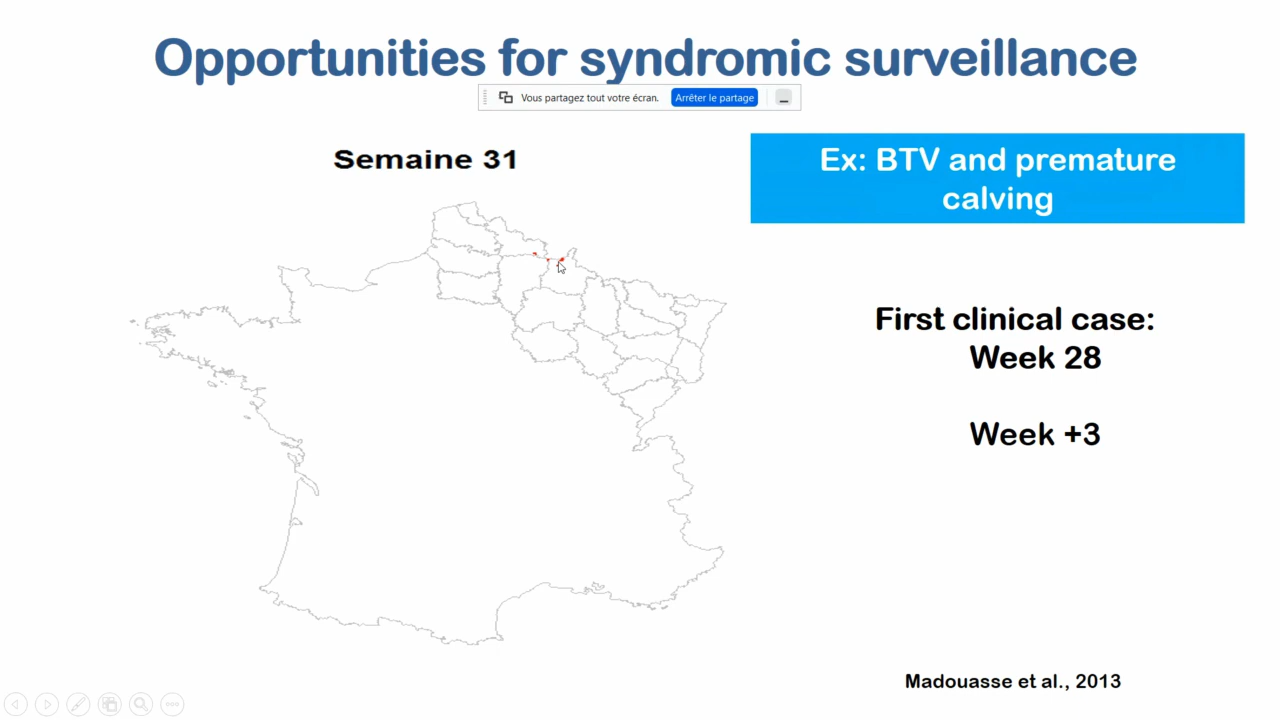 Opportunities for syndromic surveillance
Vous partagez tout votre écran.
Arrêter le partage
Semaine 31
Ex: BTV and premature
calving
First clinical case:
Week 28
Week +3
Madouasse et al., 2013